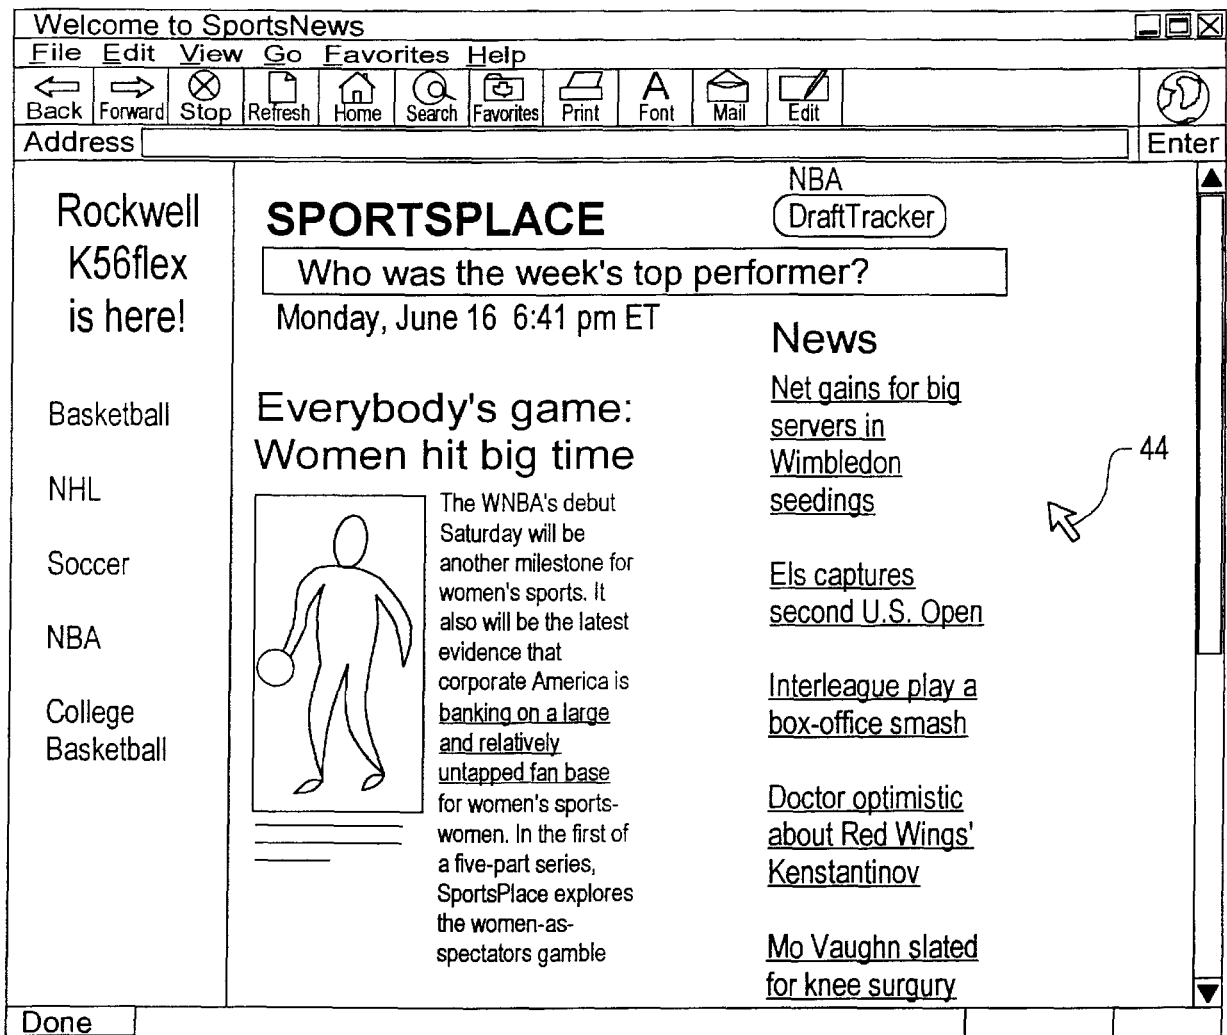 Welcome to SportsNews
File Edit View Go Favorites Help
Back Forward Stop Refresh Home Search Favorites Print Font Mail Edit
Address Enter
Rockwell
K56flex
is here!
Basketball
NHL
Soccer
NBA
College
Basketball
SPORTSPLACE
NBA
DraftTracker
Who was the week's top performer?
Monday, June 16 6:41 pm ET
Everybody's game:
Women hit big time
The WNBA's debut
Saturday will be
another milestone for
women's sports. It
also will be the latest
evidence that
corporate America is
banking on a large
and relatively
untapped fan base
for women's sports-
women. In the first of
a five-part series,
SportsPlace explores
the women-as-
spectators gamble
News
Net gains for big
servers in
Wimbledon
seedings
Els captures
second U.S. Open
Interleague play a
box-office smash
Doctor optimistic
about Red Wings'
Kenstantinov
Mo Vaughn slated
for knee surgury
44
Done